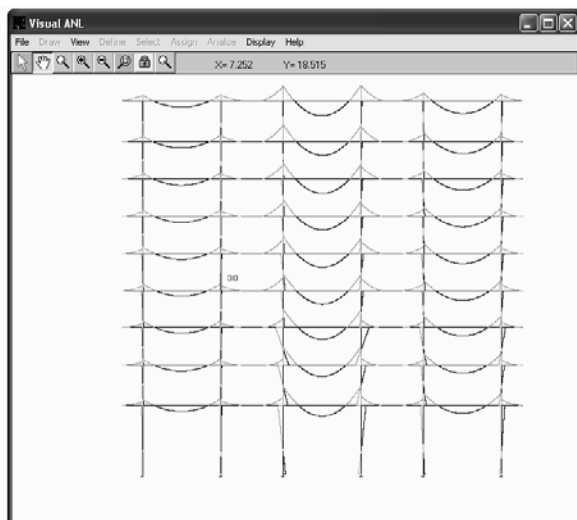 Visual ANL
File Draw View Define Select Assign Analize Display Help
X= 7.252 Y= 18.515
30